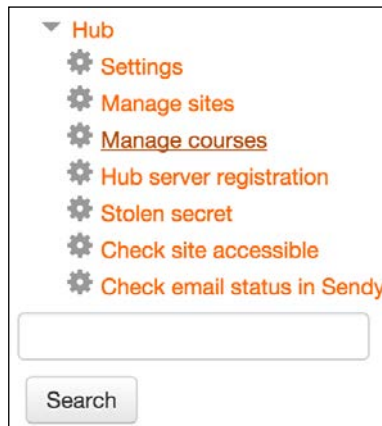 Hub
Settings
Manage sites
Manage courses
Hub server registration
Stolen secret
Check site accessible
Check email status in Sendy
Search